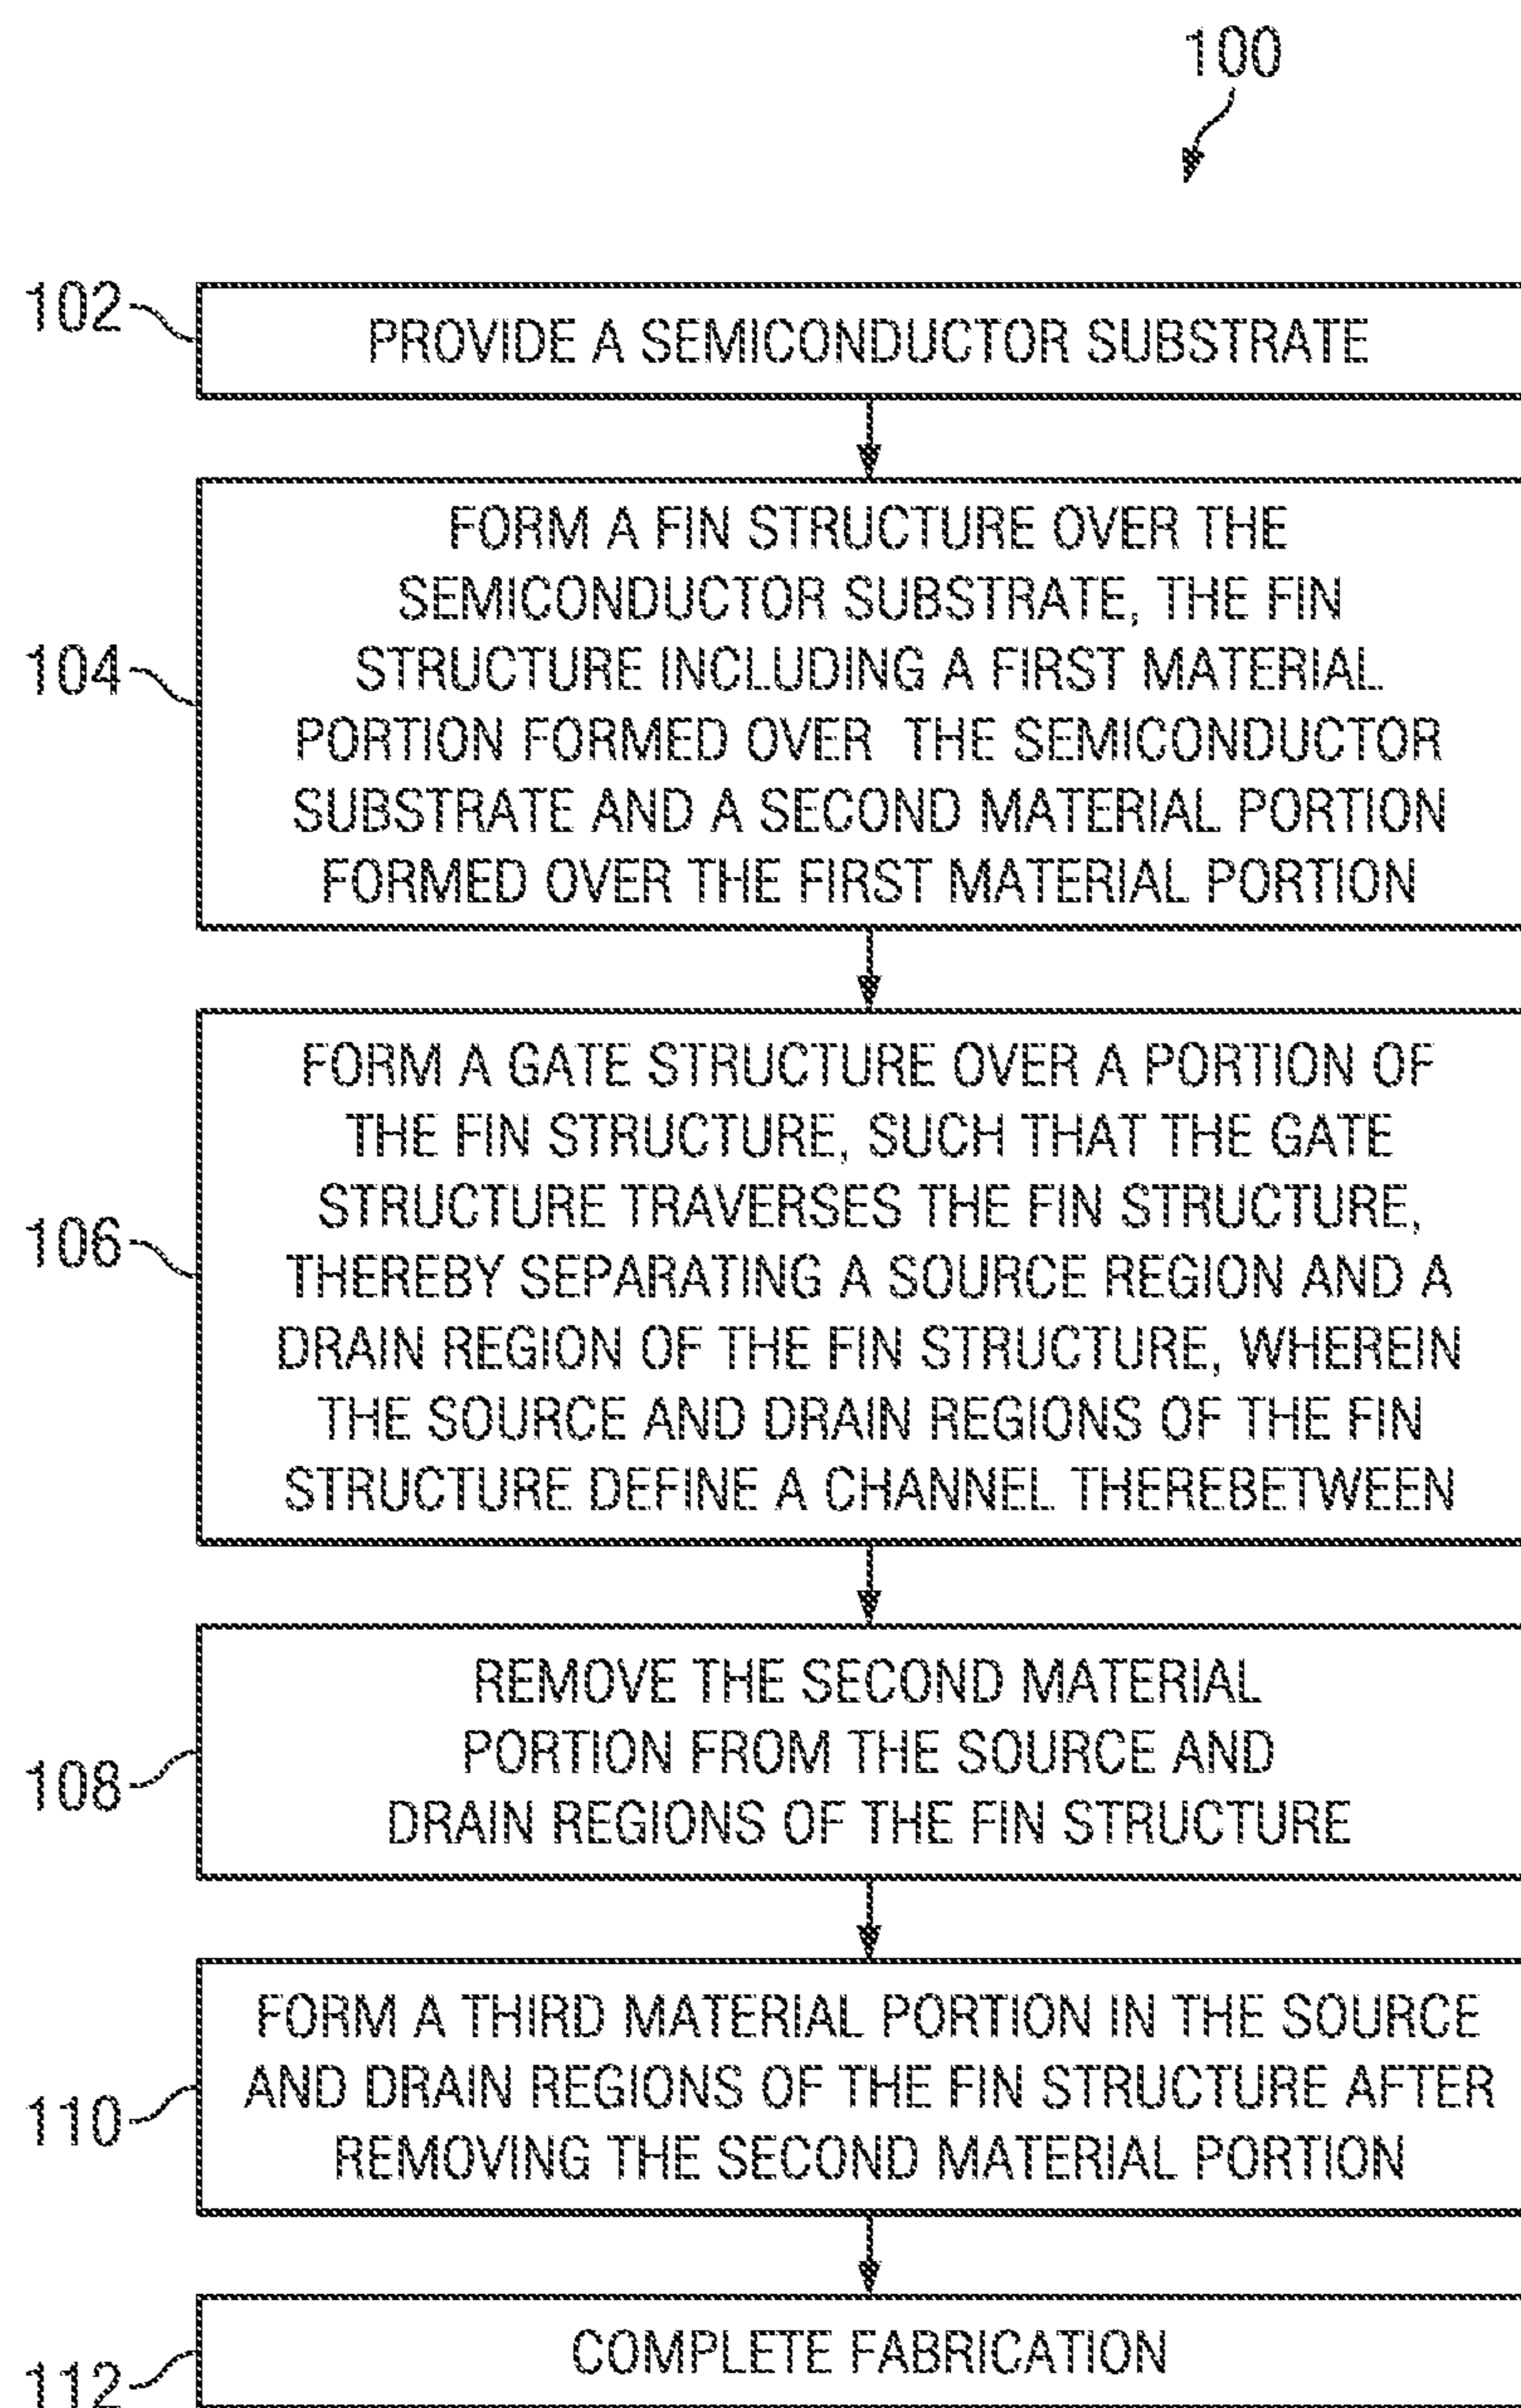 100
102
PROVIDE A SEMICONDUCTOR SUBSTRATE
104
FORM A FIN STRUCTURE OVER THE
SEMICONDUCTOR SUBSTRATE, THE FIN
STRUCTURE INCLUDING A FIRST MATERIAL
PORTION FORMED OVER THE SEMICONDUCTOR
SUBSTRATE AND A SECOND MATERIAL PORTION
FORMED OVER THE FIRST MATERIAL PORTION
106
FORM A GATE STRUCTURE OVER A PORTION OF
THE FIN STRUCTURE, SUCH THAT THE GATE
STRUCTURE TRAVERSES THE FIN STRUCTURE,
THEREBY SEPARATING A SOURCE REGION AND A
DRAIN REGION OF THE FIN STRUCTURE, WHEREIN
THE SOURCE AND DRAIN REGIONS OF THE FIN
STRUCTURE DEFINE A CHANNEL THEREBETWEEN
108
REMOVE THE SECOND MATERIAL
PORTION FROM THE SOURCE AND
DRAIN REGIONS OF THE FIN STRUCTURE
110
FORM A THIRD MATERIAL PORTION IN THE SOURCE
AND DRAIN REGIONS OF THE FIN STRUCTURE AFTER
REMOVING THE SECOND MATERIAL PORTION
112
COMPLETE FABRICATION